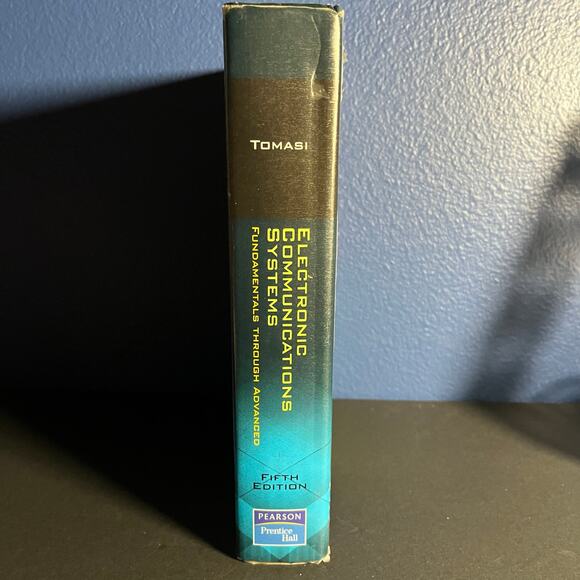 TOMASI
ELECTRONIC
COMMUNICATIONS
SYSTEMS
FUNDAMENTALS THROUGH ADVANCED
FIFTH
EDITION
PEARSON
Prentice
Hall